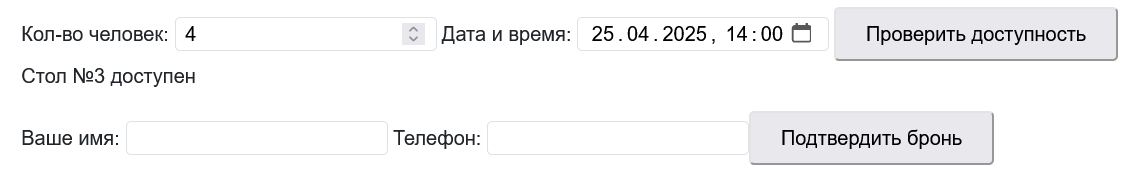 Кол-во человек: 4 Дата и время: 25.04.2025, 14:00 Проверить доступность
Стол №3 доступен
Ваше имя: Телефон: Подтвердить бронь